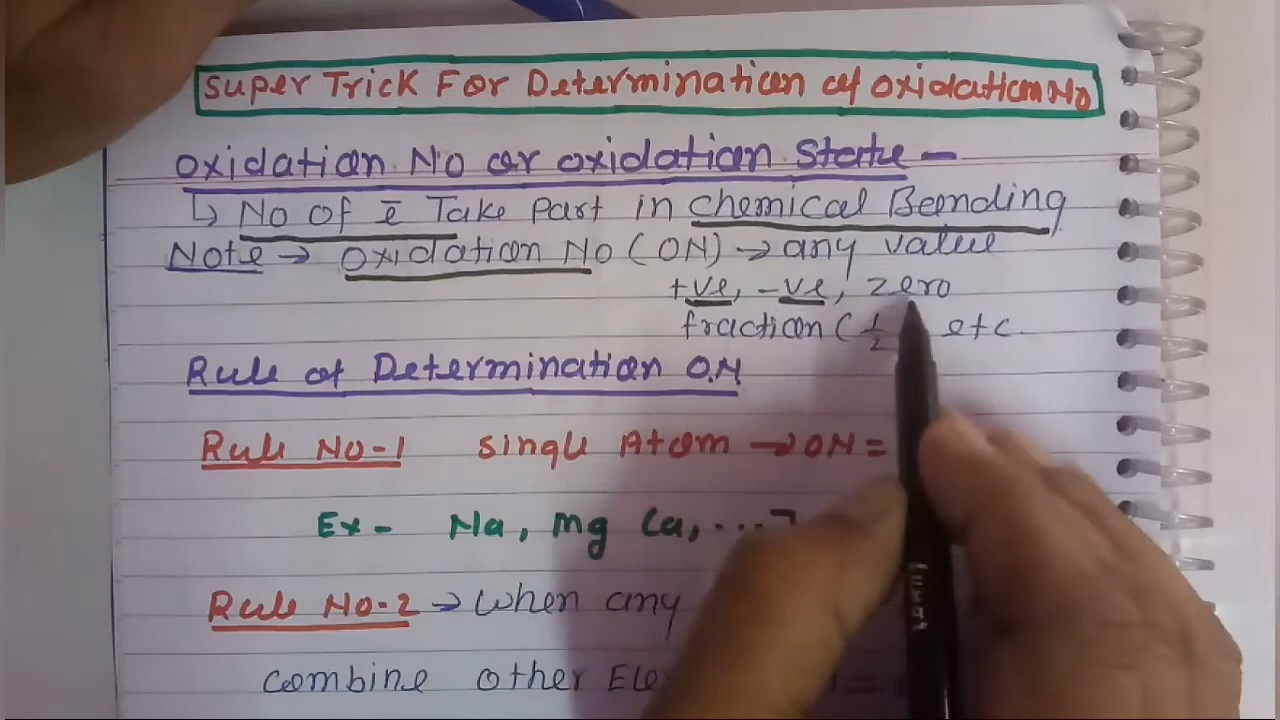 Super Trick For Determination of Oxidation No
Oxidation No or oxidation State -
↳ No of ē Take Part in chemical Bonding
Note → Oxidation No (ON) → any value
+ve, -ve, zero
fraction ( 1/2 etc.
Rule of Determination O.N
Rule No-1 Single Atom → ON =
Ex- Na, Mg Ca, ...
Rule No-2 → When any
Combine Other
Luxor